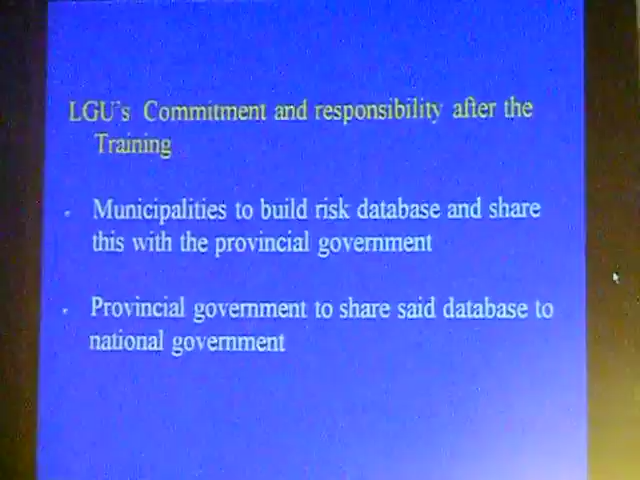 LGU's Commitment and responsibility after the
Training
Municipalities to build risk database and share
this with the provincial government
Provincial government to share said database to
national government